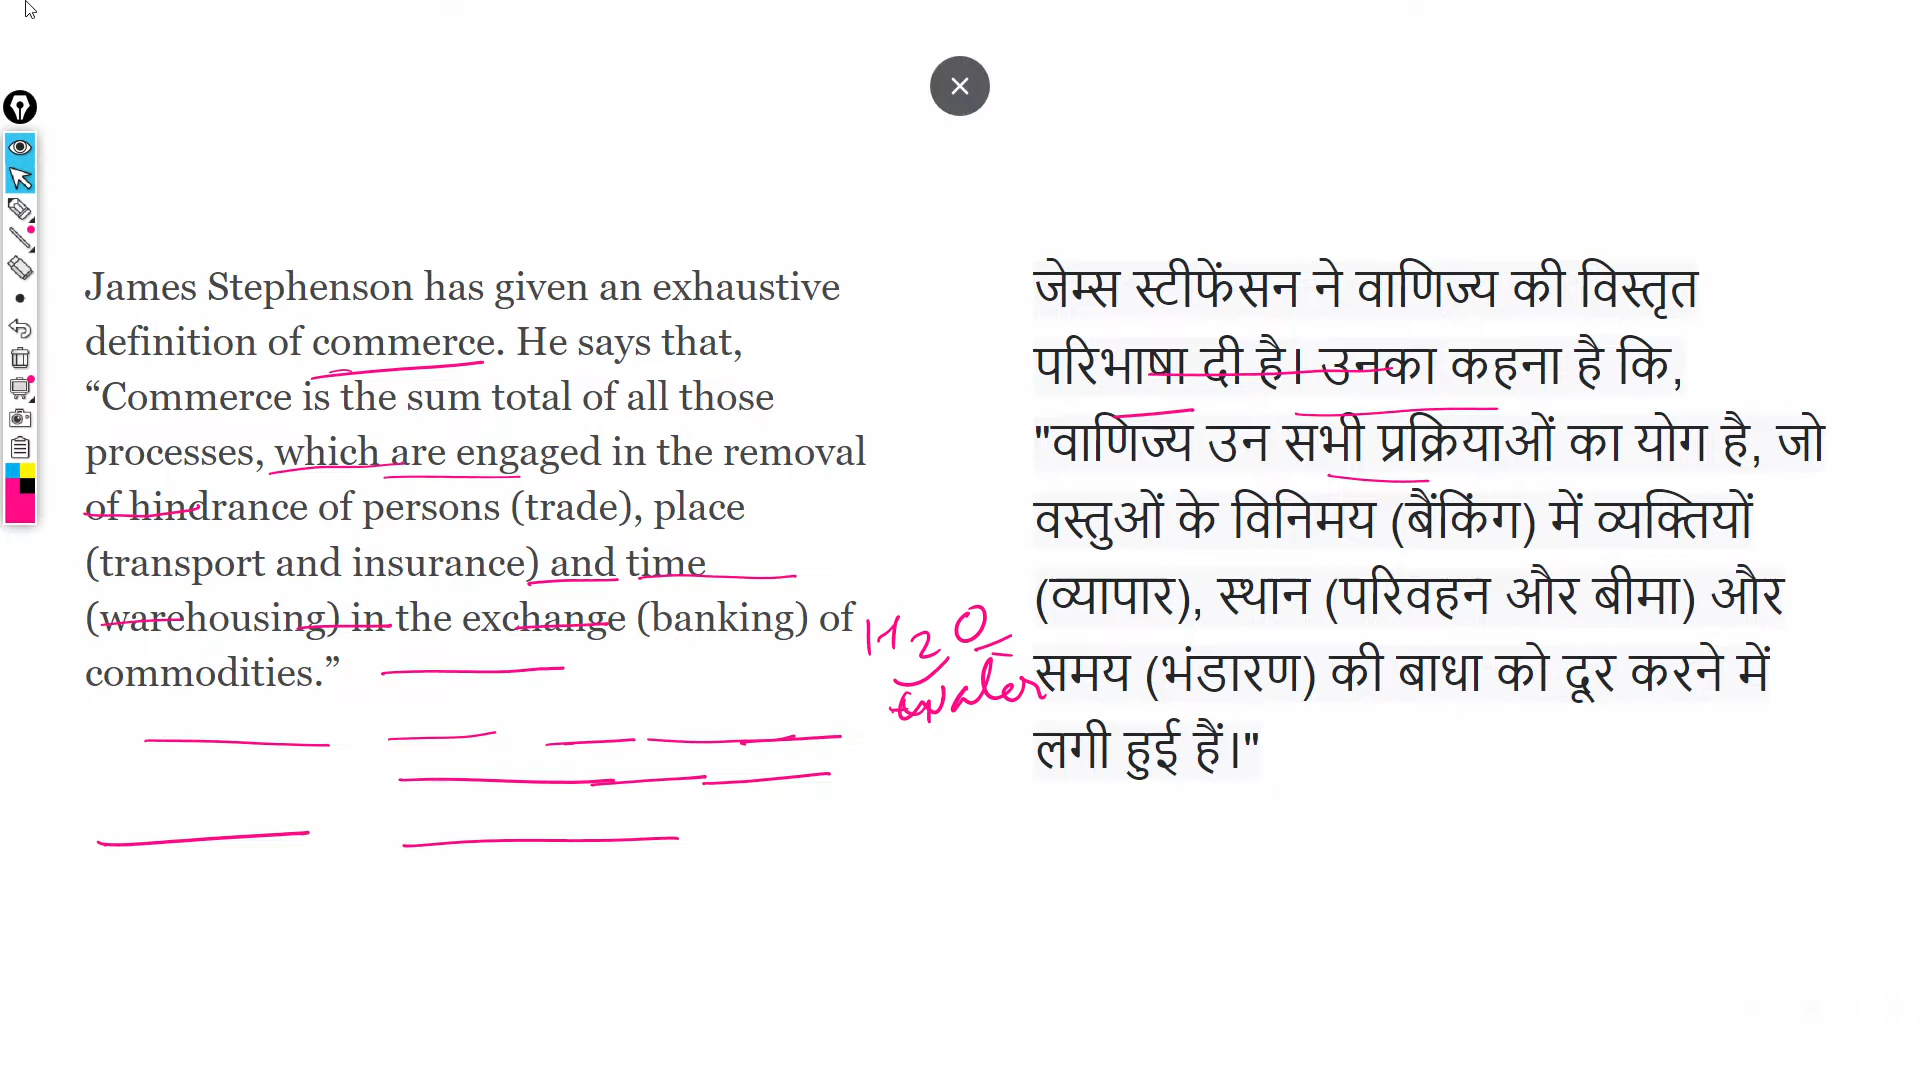 James Stephenson has given an exhaustive
definition of commerce. He says that,
“Commerce is the sum total of all those
processes, which are engaged in the removal
of hindrance of persons (trade), place
(transport and insurance) and time
(warehousing) in the exchange (banking) of
commodities.”
H2O
water
जेम्स स्टीफेंसन ने वाणिज्य की विस्तृत
परिभाषा दी है। उनका कहना है कि,
"वाणिज्य उन सभी प्रक्रियाओं का योग है, जो
वस्तुओं के विनिमय (बैंकिंग) में व्यक्तियों
(व्यापार), स्थान (परिवहन और बीमा) और
समय (भंडारण) की बाधा को दूर करने में
लगी हुई हैं।"